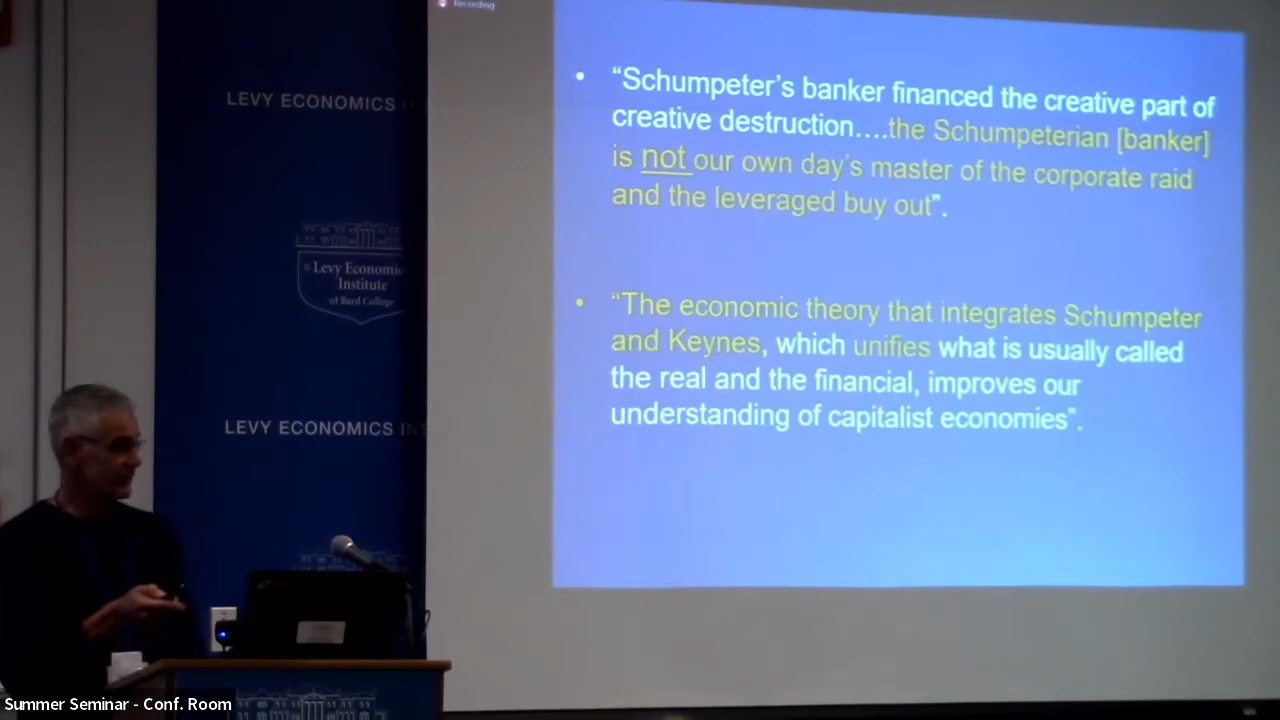 Recording
LEVY ECONOMICS
Levy Economic
Institute
of Bard College
LEVY ECONOMICS INS
• “Schumpeter’s banker financed the creative part of
creative destruction….the Schumpeterian [banker]
is not our own day’s master of the corporate raid
and the leveraged buy out”.
• “The economic theory that integrates Schumpeter
and Keynes, which unifies what is usually called
the real and the financial, improves our
understanding of capitalist economies”.
Summer Seminar - Conf. Room